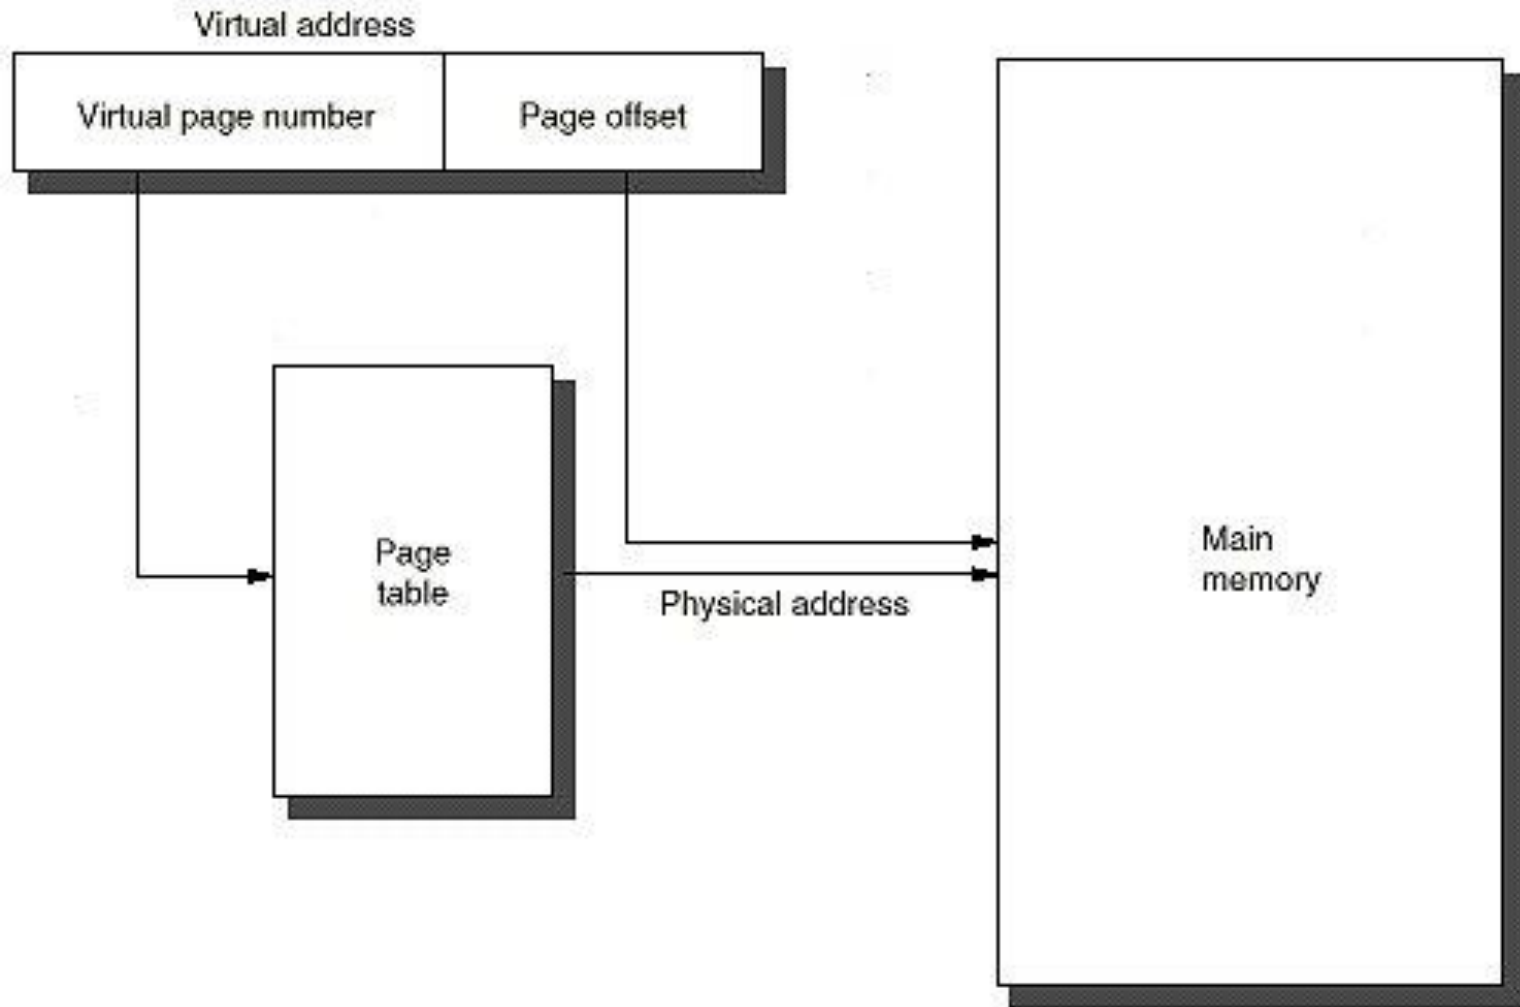 Virtual address
Virtual page number
Page offset
Page
table
Physical address
Main
memory